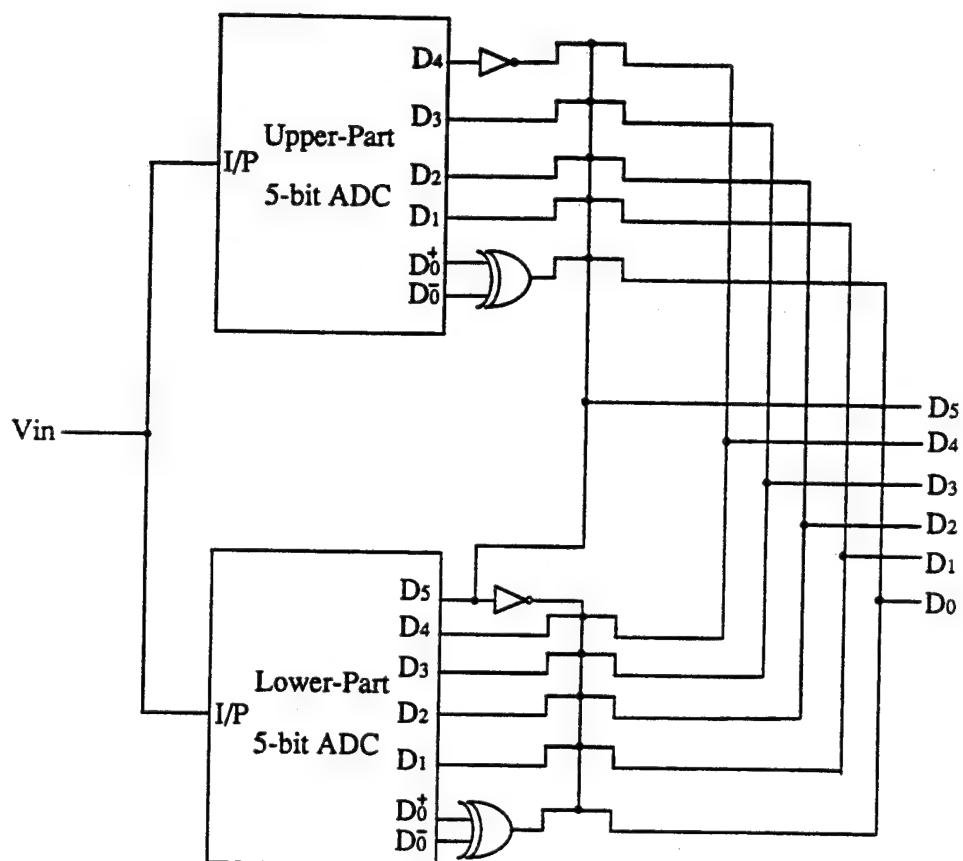 D4
D3
Upper-Part
I/P
D2
5-bit ADC
D1
D0+
D0-
D5
Vin
D4
D3
D2
D1
D0
D5
D4
D3
Lower-Part
I/P
D2
5-bit ADC
D1
D0+
D0-